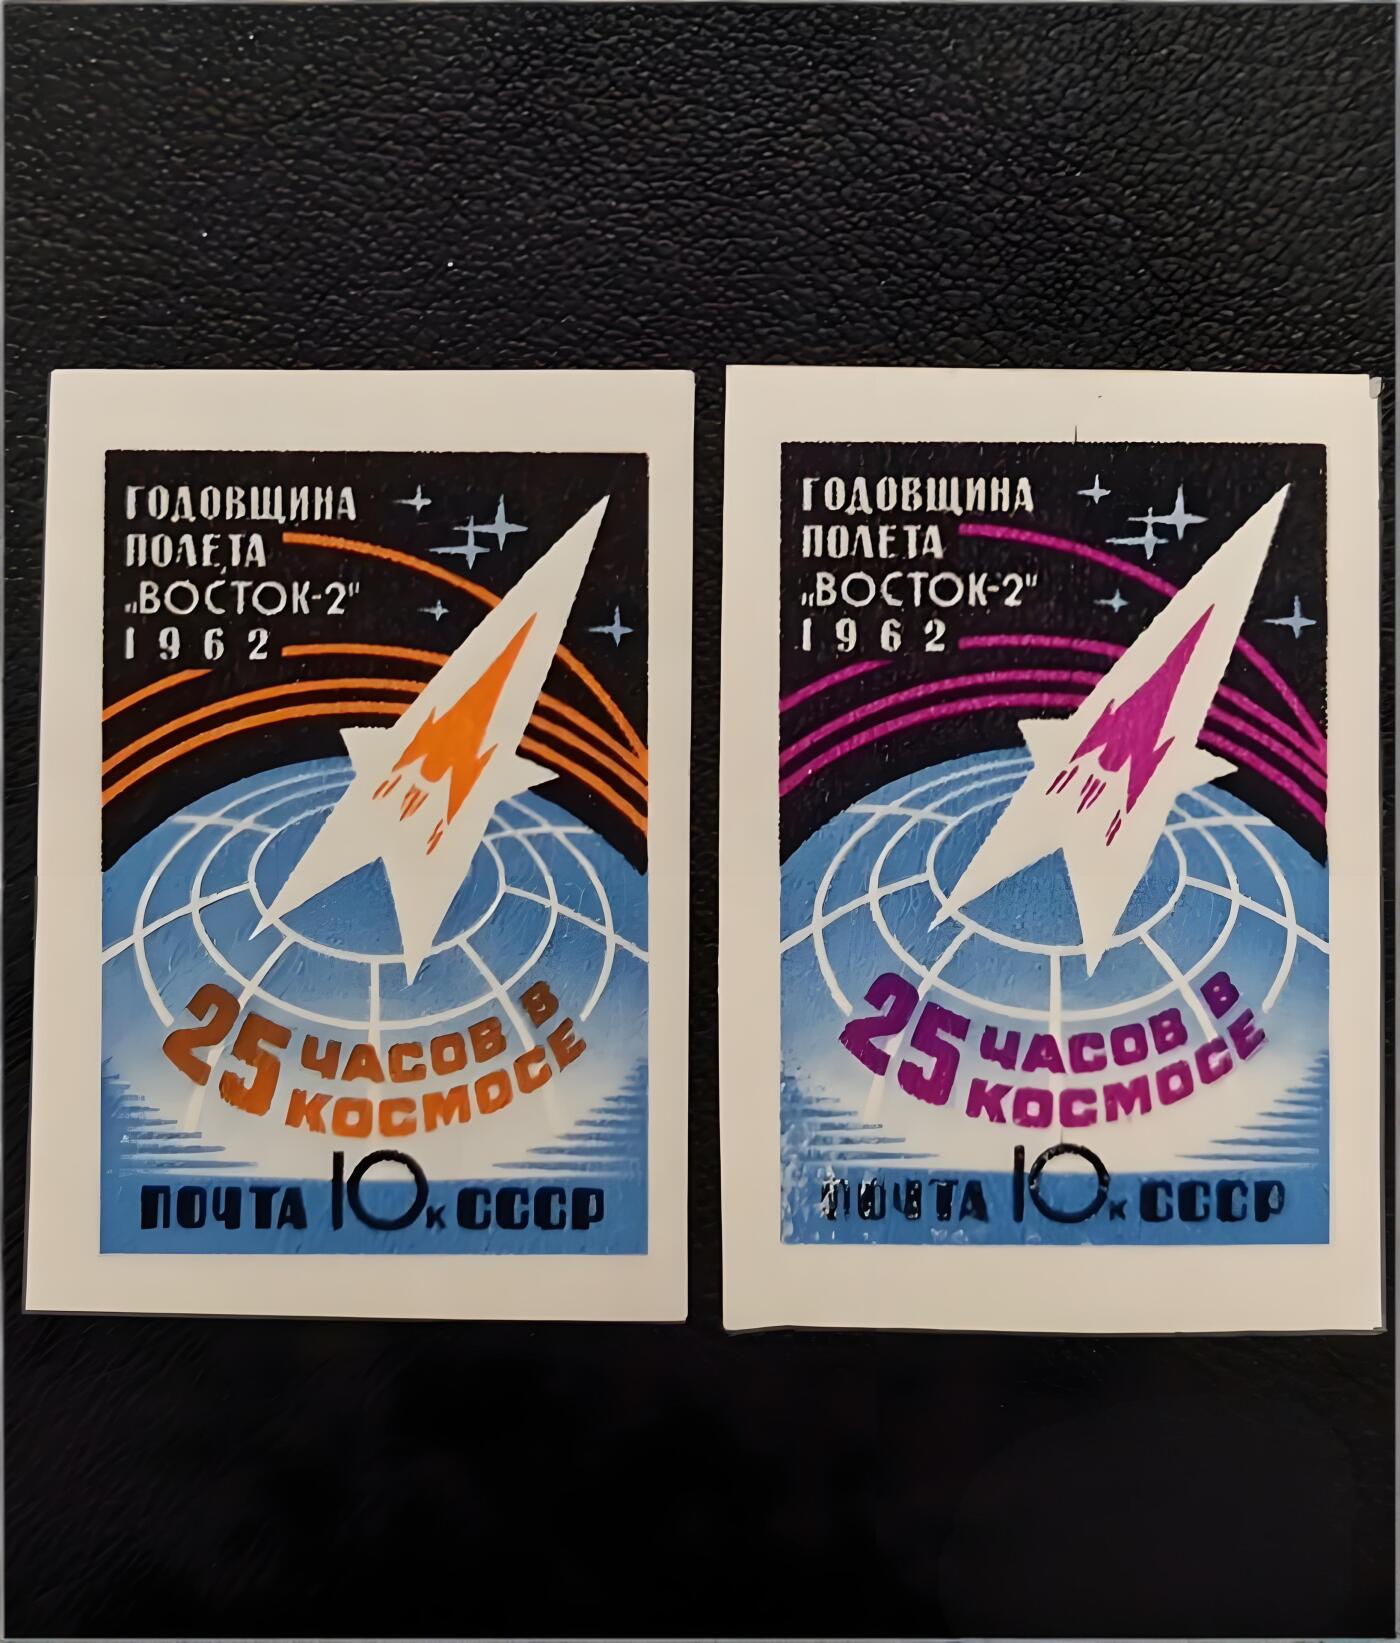 ГОДОВЩИНА
ПОЛЕТА
„ВОСТОК-2"
1962
25 ЧАСОВ В
КОСМОСЕ
ПОЧТА 10к СССР
ГОДОВЩИНА
ПОЛЕТА
„ВОСТОК-2"
1962
25 ЧАСОВ В
КОСМОСЕ
ПОЧТА 10к СССР